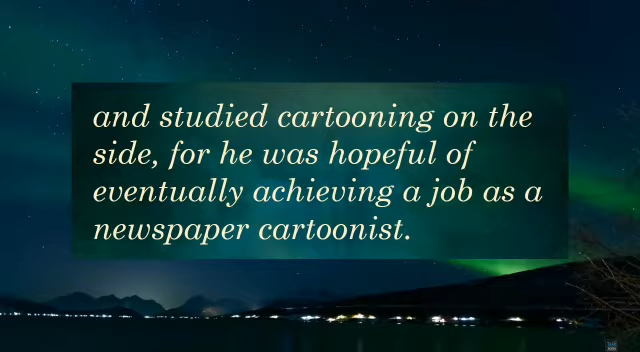 and studied cartooning on the
side, for he was hopeful of
eventually achieving a job as a
newspaper cartoonist.